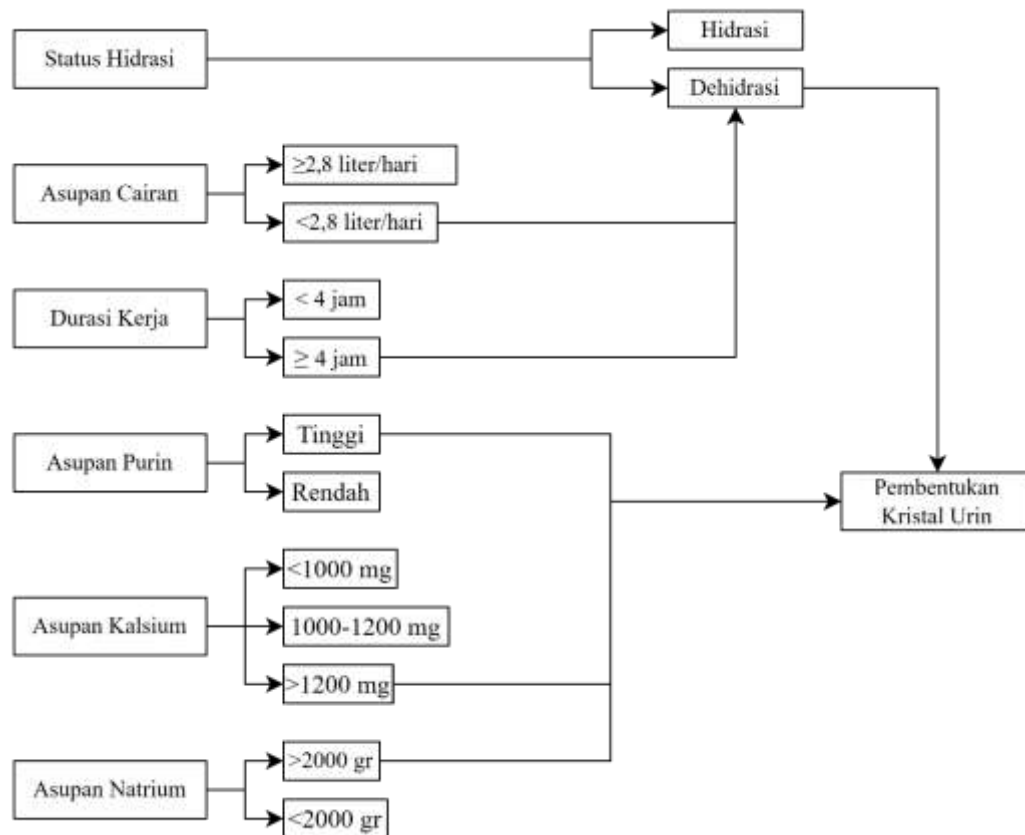 Status Hidrasi
Hidrasi
Dehidrasi
Asupan Cairan
≥2,8 liter/hari
<2,8 liter/hari
Durasi Kerja
< 4 jam
≥ 4 jam
Asupan Purin
Tinggi
Rendah
Pembentukan
Kristal Urin
Asupan Kalsium
<1000 mg
1000-1200 mg
>1200 mg
Asupan Natrium
>2000 gr
<2000 gr